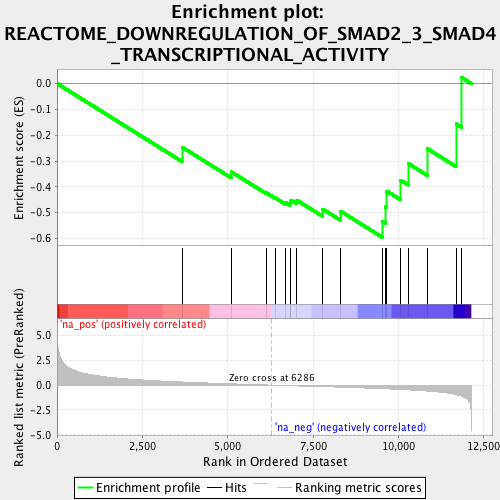 Enrichment plot:
REACTOME_DOWNREGULATION_OF_SMAD2_3_SMAD4
_TRANSCRIPTIONAL_ACTIVITY
Enrichment score (ES)
0.0
-0.1
-0.2
-0.3
-0.4
-0.5
-0.6
'na_pos' (positively correlated)
Ranked list metric (PreRanked)
5.0
2.5
0.0
-2.5
-5.0
Zero cross at 6286
'na_neg' (negatively correlated)
0
2,500
5,000
7,500
10,000
12,500
Rank in Ordered Dataset
Enrichment profile
Hits
Ranking metric scores